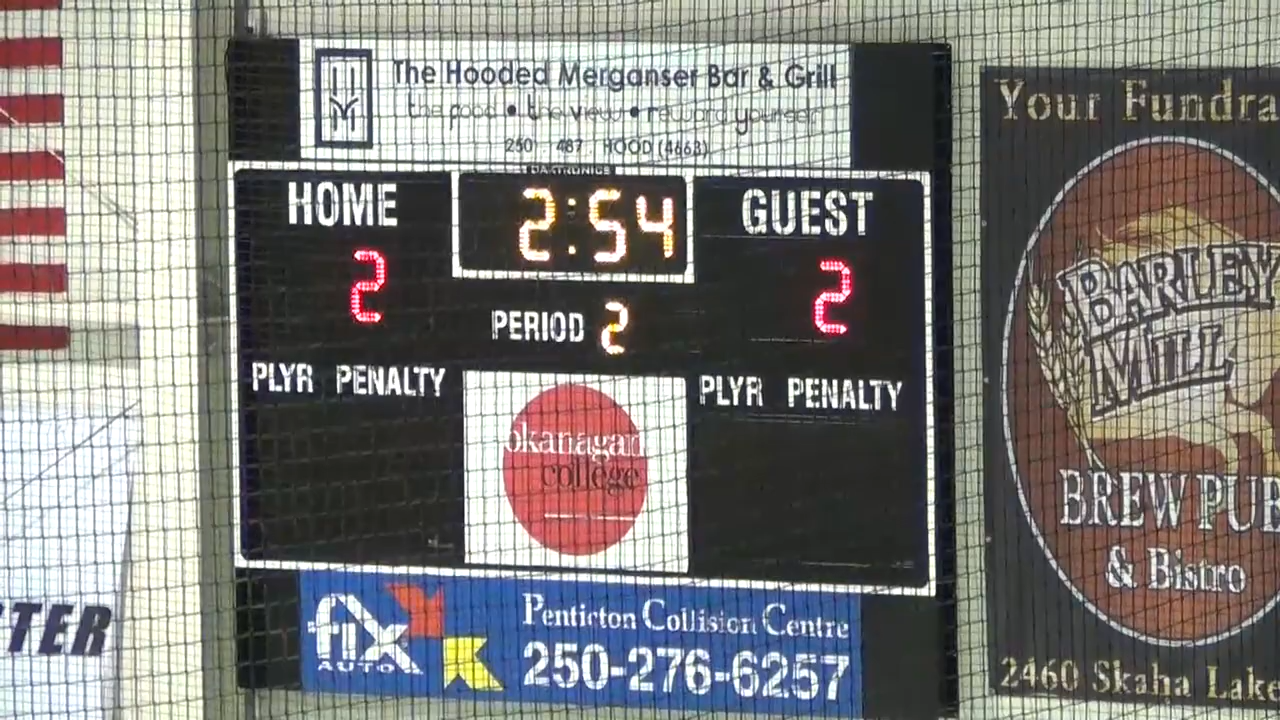 The Hooded Merganser Bar & Grill
the food • the view • reward yourself
250 487 HOOD (4663)
DAKTRONICS
HOME
2:54
GUEST
2
2
PERIOD 2
PLYR PENALTY
PLYR PENALTY
okanagan
college
fix
AUTO
Penticton Collision Centre
250-276-6257
Your Fundra
BARLEY
MILL
BREW PUB
& Bistro
2460 Skaha Lake
TER